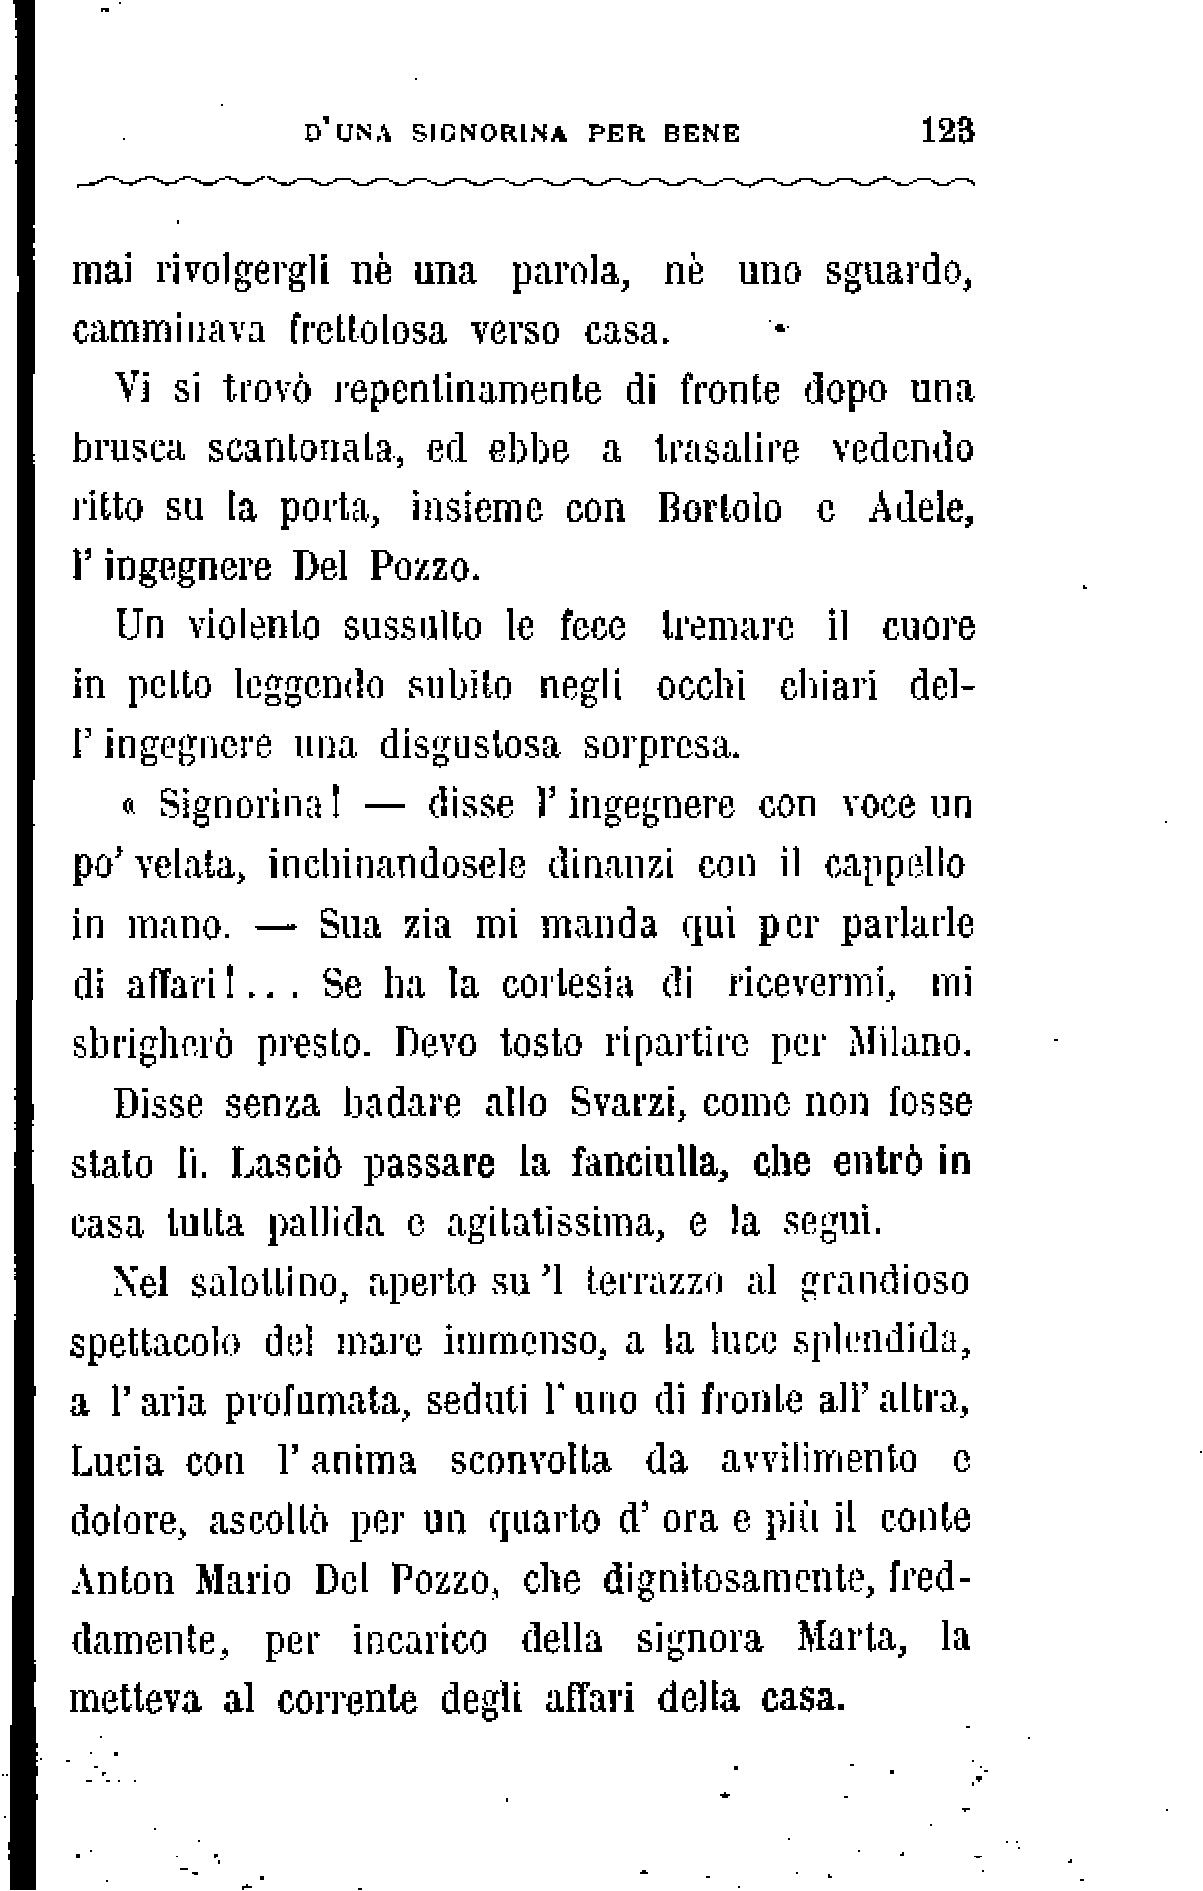 D'UNA SIGNORINA PER BENE 123
mai rivolgergli nè una parola, nè uno sguardo,
camminava frettolosa verso casa.
Vi si trovò repentinamente di fronte dopo una
brusca scantonata, ed ebbe a trasalire vedendo
ritto su la porta, insieme con Bortolo e Adele,
l' ingegnere Del Pozzo.
Un violento sussulto le fece tremare il cuore
in petto leggendo subito negli occhi chiari del-
l' ingegnere una disgustosa sorpresa.
« Signorina! — disse l' ingegnere con voce un
po' velata, inchinandosele dinanzi con il cappello
in mano. — Sua zia mi manda qui per parlarle
di affari!... Se ha la cortesia di ricevermi, mi
sbrigherò presto. Devo tosto ripartire per Milano.
Disse senza badare allo Svarzi, come non fosse
stato lì. Lasciò passare la fanciulla, che entrò in
casa tutta pallida e agitatissima, e la seguì.
Nel salottino, aperto su 'l terrazzo al grandioso
spettacolo del mare immenso, a la luce splendida,
a l' aria profumata, seduti l' uno di fronte all' altra,
Lucia con l' anima sconvolta da avvilimento e
dolore, ascoltò per un quarto d' ora e più il conte
Anton Mario Del Pozzo, che dignitosamente, fred-
damente, per incarico della signora Marta, la
metteva al corrente degli affari della casa.